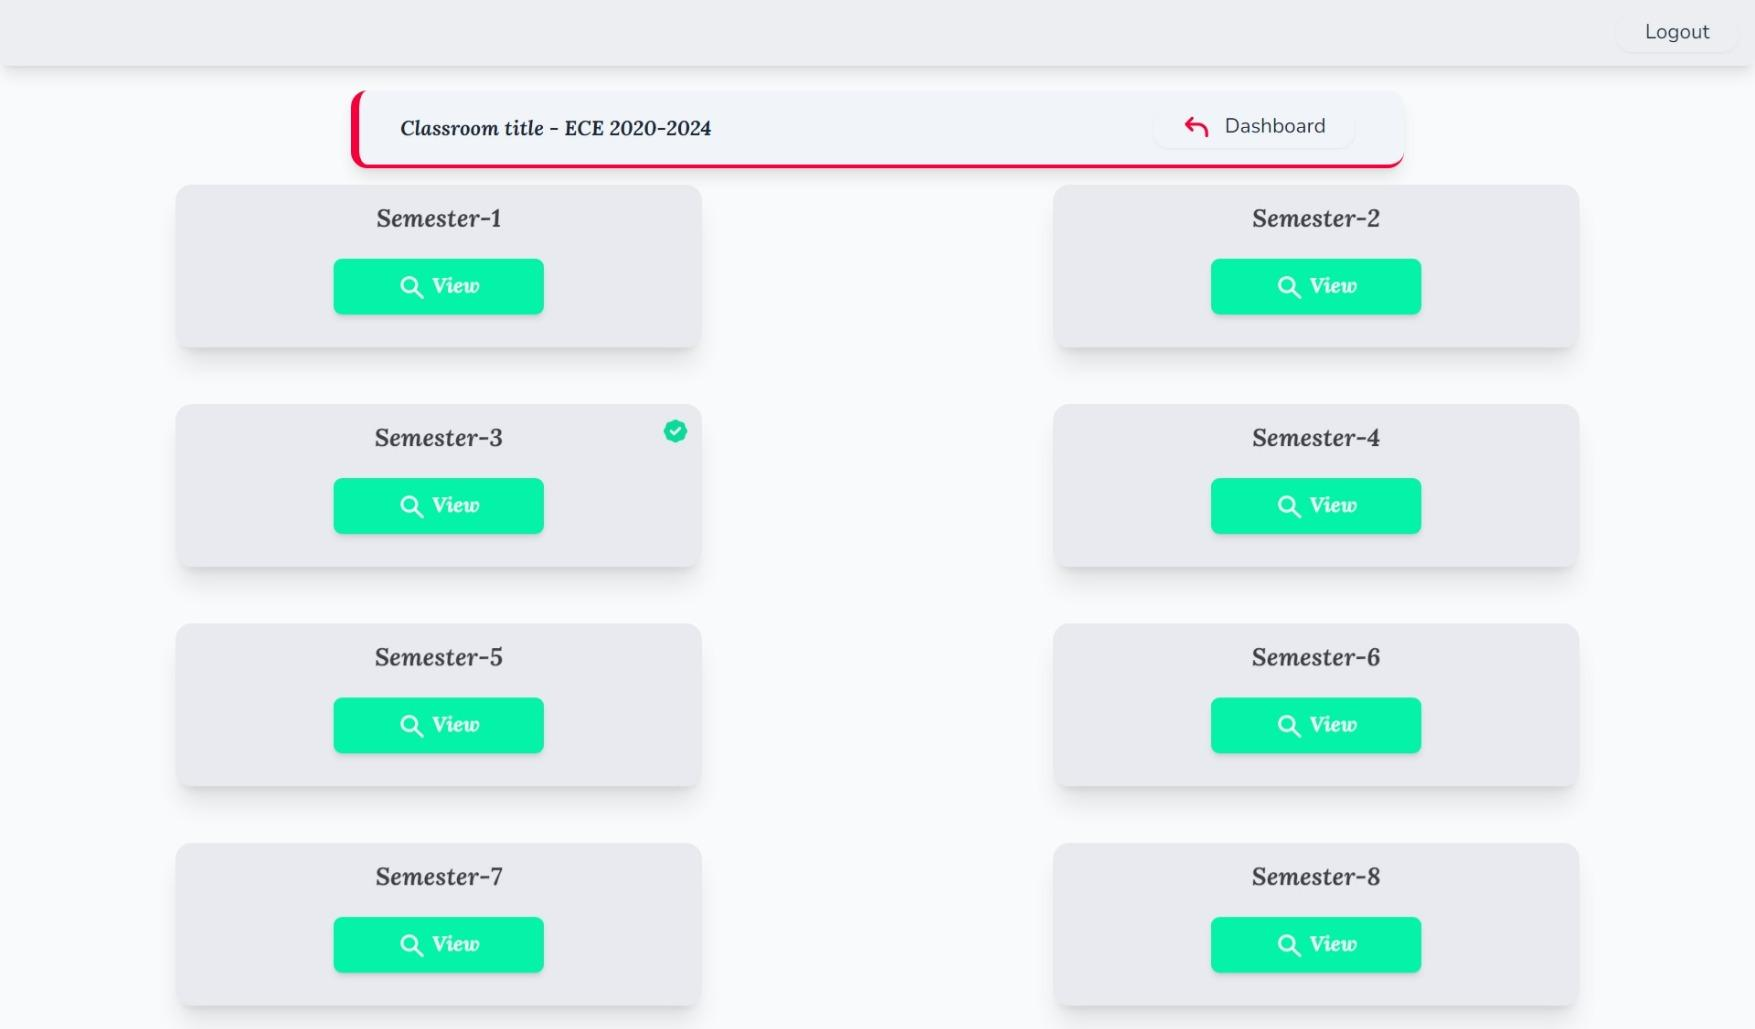 Logout
Classroom title - ECE 2020-2024
Dashboard
Semester-1
View
Semester-2
View
Semester-3
View
Semester-4
View
Semester-5
View
Semester-6
View
Semester-7
View
Semester-8
View